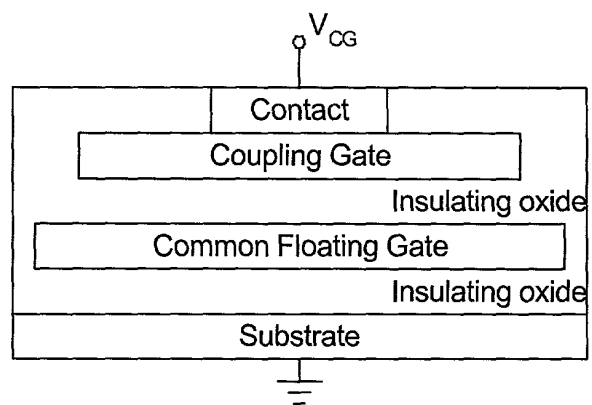 V_CG
Contact
Coupling Gate
Insulating oxide
Common Floating Gate
Insulating oxide
Substrate